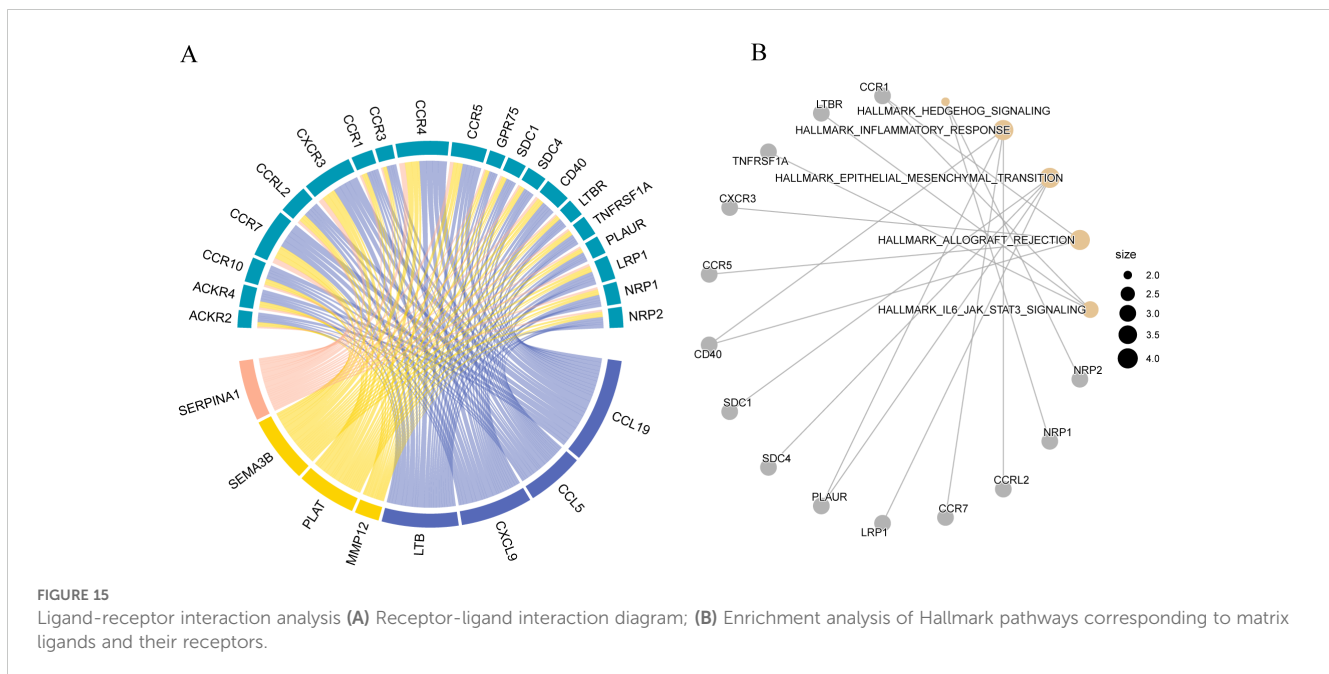 A
B
CCR4
CCR5
GPR75
SDC1
SDC4
CD40
LTBR
TNFRSF1A
PLAUR
LRP1
NRP1
NRP2
CCR3
CCR1
CXCR3
CCRL2
CCR7
CCR10
ACKR4
ACKR2
SERPINA1
SEMA3B
PLAT
MMP12
LTB
CXCL9
CCL5
CCL19
CCR1
LTBR
HALLMARK_HEDGEHOG_SIGNALING
HALLMARK_INFLAMMATORY_RESPONSE
TNFRSF1A
HALLMARK_EPITHELIAL_MESENCHYMAL_TRANSITION
CXCR3
HALLMARK_ALLOGRAFT_REJECTION
CCR5
HALLMARK_IL6_JAK_STAT3_SIGNALING
CD40
NRP2
SDC1
NRP1
SDC4
CCRL2
PLAUR
CCR7
LRP1
size
2.0
2.5
3.0
3.5
4.0
FIGURE 15
Ligand-receptor interaction analysis (A) Receptor-ligand interaction diagram; (B) Enrichment analysis of Hallmark pathways corresponding to matrix
ligands and their receptors.